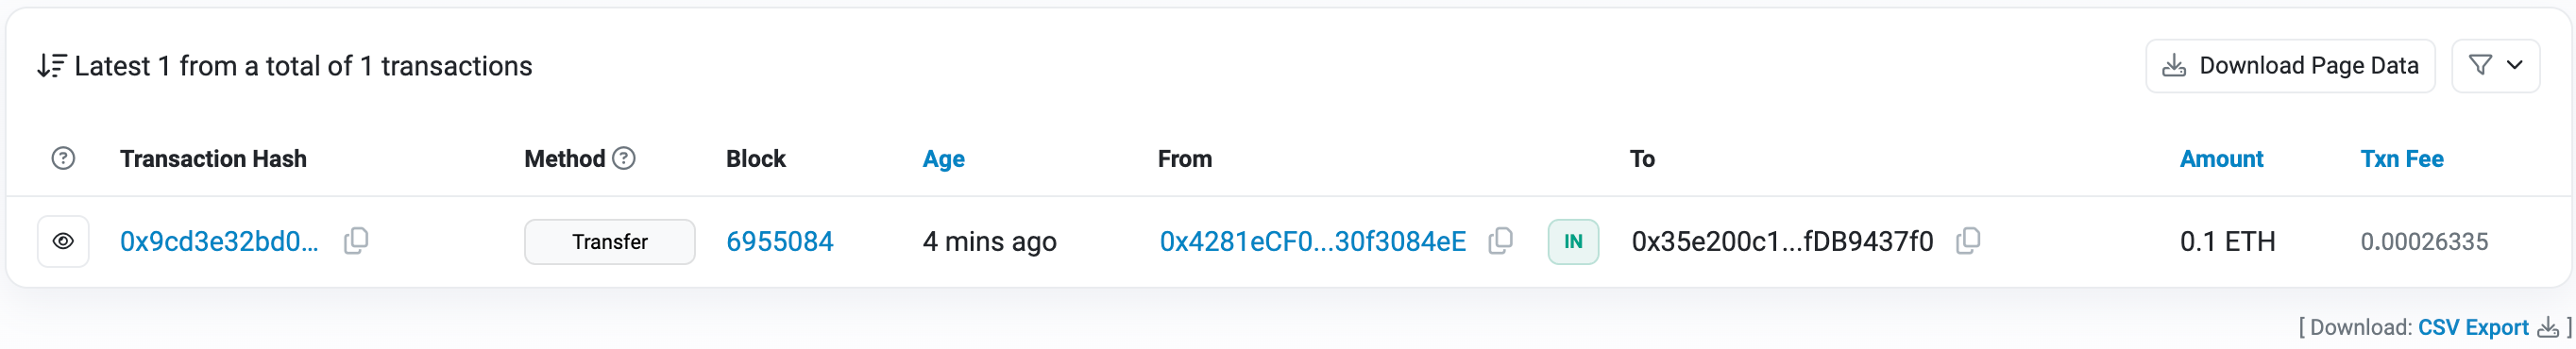 Latest 1 from a total of 1 transactions
Download Page Data
Transaction Hash Method Block Age From To Amount Txn Fee
0x9cd3e32bd0... Transfer 6955084 4 mins ago 0x4281eCF0...30f3084eE IN 0x35e200c1...fDB9437f0 0.1 ETH 0.00026335
[ Download: CSV Export ]